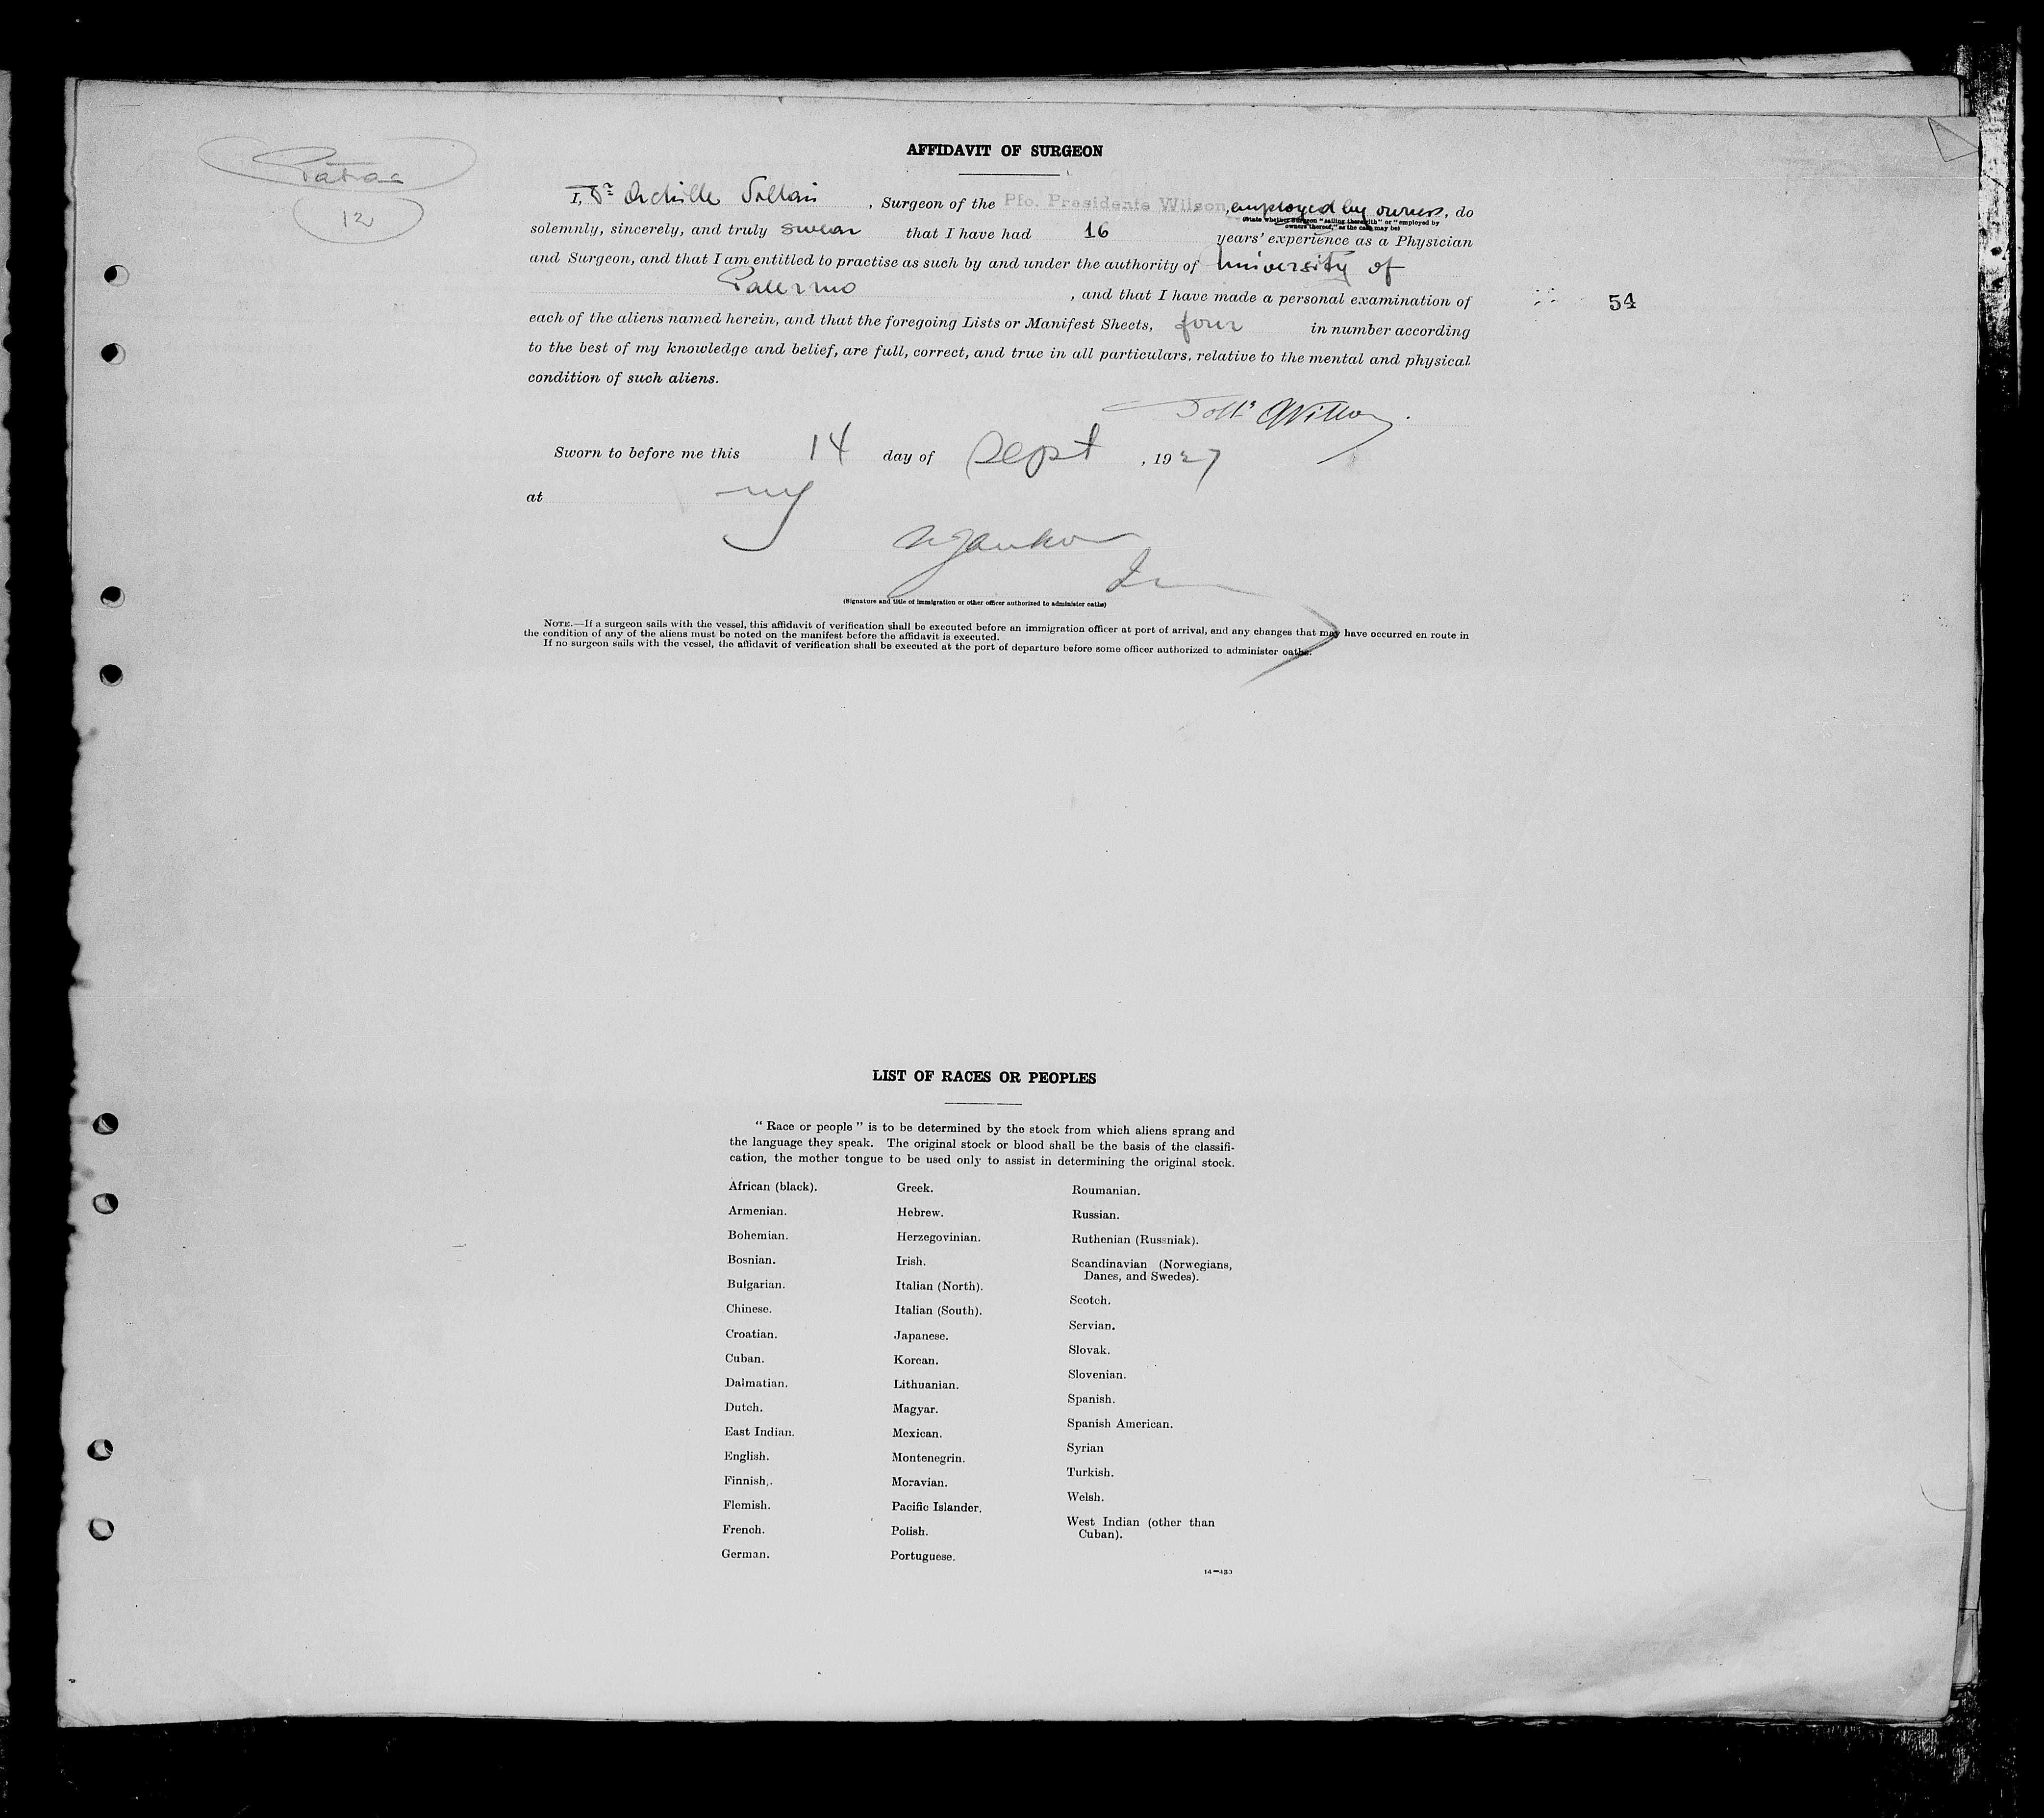 Patras
12
AFFIDAVIT OF SURGEON
I, Dr Achille , Surgeon of the Pfo. Presidente Wilson, employed by owners, do
(State whether surgeon "sailing therewith" or "employed by
owners thereof," as the case may be)
solemnly, sincerely, and truly swear that I have had 16 years' experience as a Physician
and Surgeon, and that I am entitled to practise as such by and under the authority of University of
Palermo , and that I have made a personal examination of
54
each of the aliens named herein, and that the foregoing Lists or Manifest Sheets, four in number according
to the best of my knowledge and belief, are full, correct, and true in all particulars, relative to the mental and physical
condition of such aliens.
Sworn to before me this 14 day of Sept , 1927
at ny
(Signature and title of immigration or other officer authorized to administer oaths)
NOTE.—If a surgeon sails with the vessel, this affidavit of verification shall be executed before an immigration officer at port of arrival, and any changes that may have occurred en route in
the condition of any of the aliens must be noted on the manifest before the affidavit is executed.
If no surgeon sails with the vessel, the affidavit of verification shall be executed at the port of departure before some officer authorized to administer oaths.
LIST OF RACES OR PEOPLES
"Race or people" is to be determined by the stock from which aliens sprang and
the language they speak. The original stock or blood shall be the basis of the classifi-
cation, the mother tongue to be used only to assist in determining the original stock.
African (black).
Armenian.
Bohemian.
Bosnian.
Bulgarian.
Chinese.
Croatian.
Cuban.
Dalmatian.
Dutch.
East Indian.
English.
Finnish.
Flemish.
French.
German.
Greek.
Hebrew.
Herzegovinian.
Irish.
Italian (North).
Italian (South).
Japanese.
Korean.
Lithuanian.
Magyar.
Mexican.
Montenegrin.
Moravian.
Pacific Islander.
Polish.
Portuguese.
Roumanian.
Russian.
Ruthenian (Russniak).
Scandinavian (Norwegians,
Danes, and Swedes).
Scotch.
Servian.
Slovak.
Slovenian.
Spanish.
Spanish American.
Syrian
Turkish.
Welsh.
West Indian (other than
Cuban).